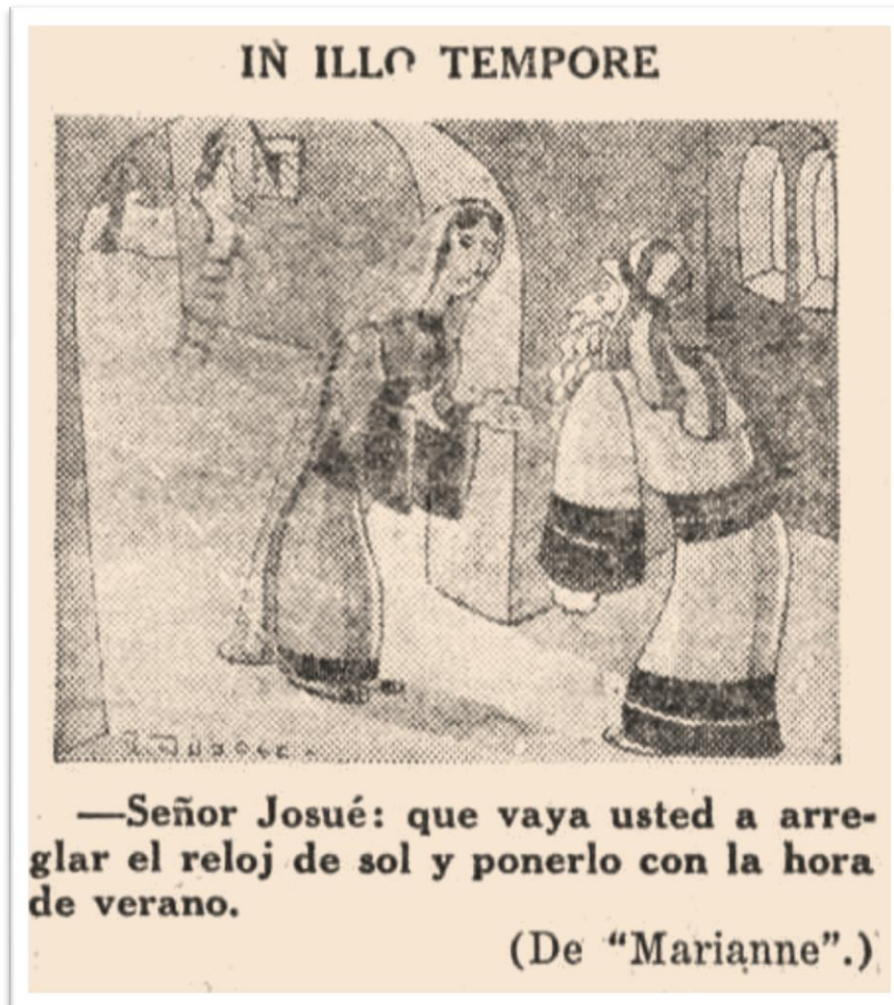 IN ILLO TEMPORE
—Señor Josué: que vaya usted a arre-
glar el reloj de sol y ponerlo con la hora
de verano.
(De “Marianne”.)